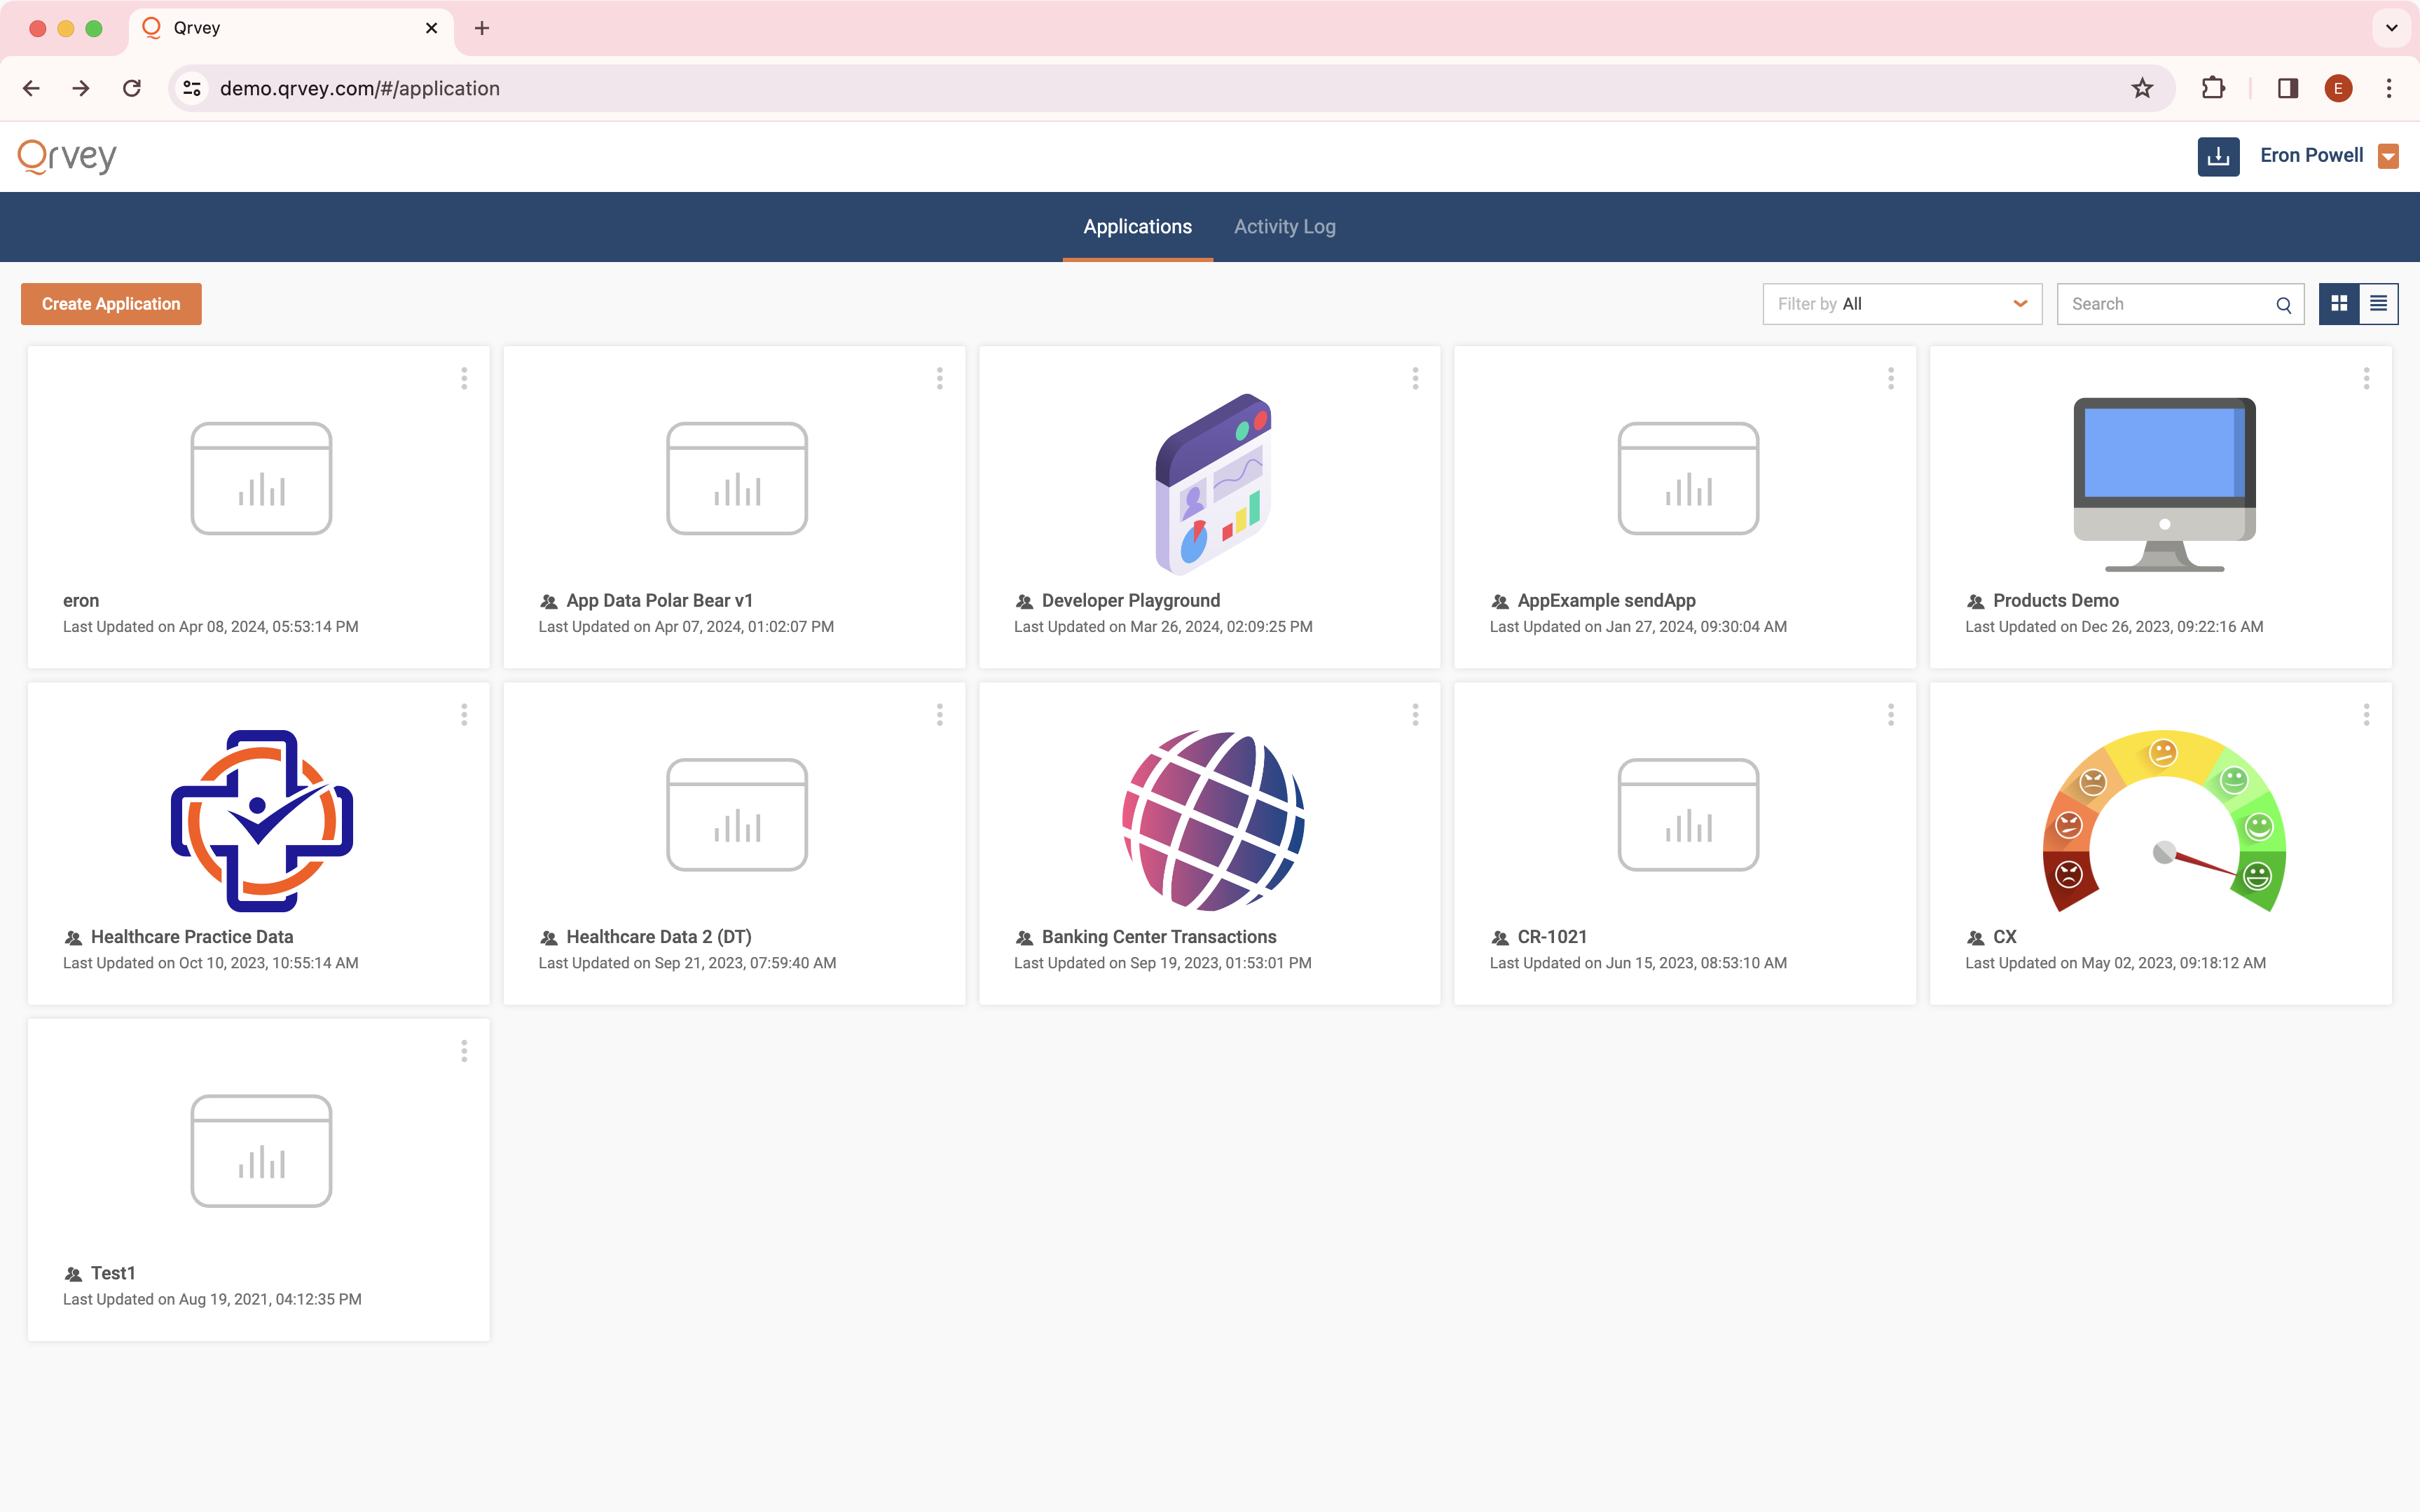 Qrvey
demo.qrvey.com/#/application
E
Qrvey
Eron Powell
Applications
Activity Log
Create Application
Filter by All
Search
eron
Last Updated on Apr 08, 2024, 05:53:14 PM
App Data Polar Bear v1
Last Updated on Apr 07, 2024, 01:02:07 PM
Developer Playground
Last Updated on Mar 26, 2024, 02:09:25 PM
AppExample sendApp
Last Updated on Jan 27, 2024, 09:30:04 AM
Products Demo
Last Updated on Dec 26, 2023, 09:22:16 AM
Healthcare Practice Data
Last Updated on Oct 10, 2023, 10:55:14 AM
Healthcare Data 2 (DT)
Last Updated on Sep 21, 2023, 07:59:40 AM
Banking Center Transactions
Last Updated on Sep 19, 2023, 01:53:01 PM
CR-1021
Last Updated on Jun 15, 2023, 08:53:10 AM
CX
Last Updated on May 02, 2023, 09:18:12 AM
Test1
Last Updated on Aug 19, 2021, 04:12:35 PM